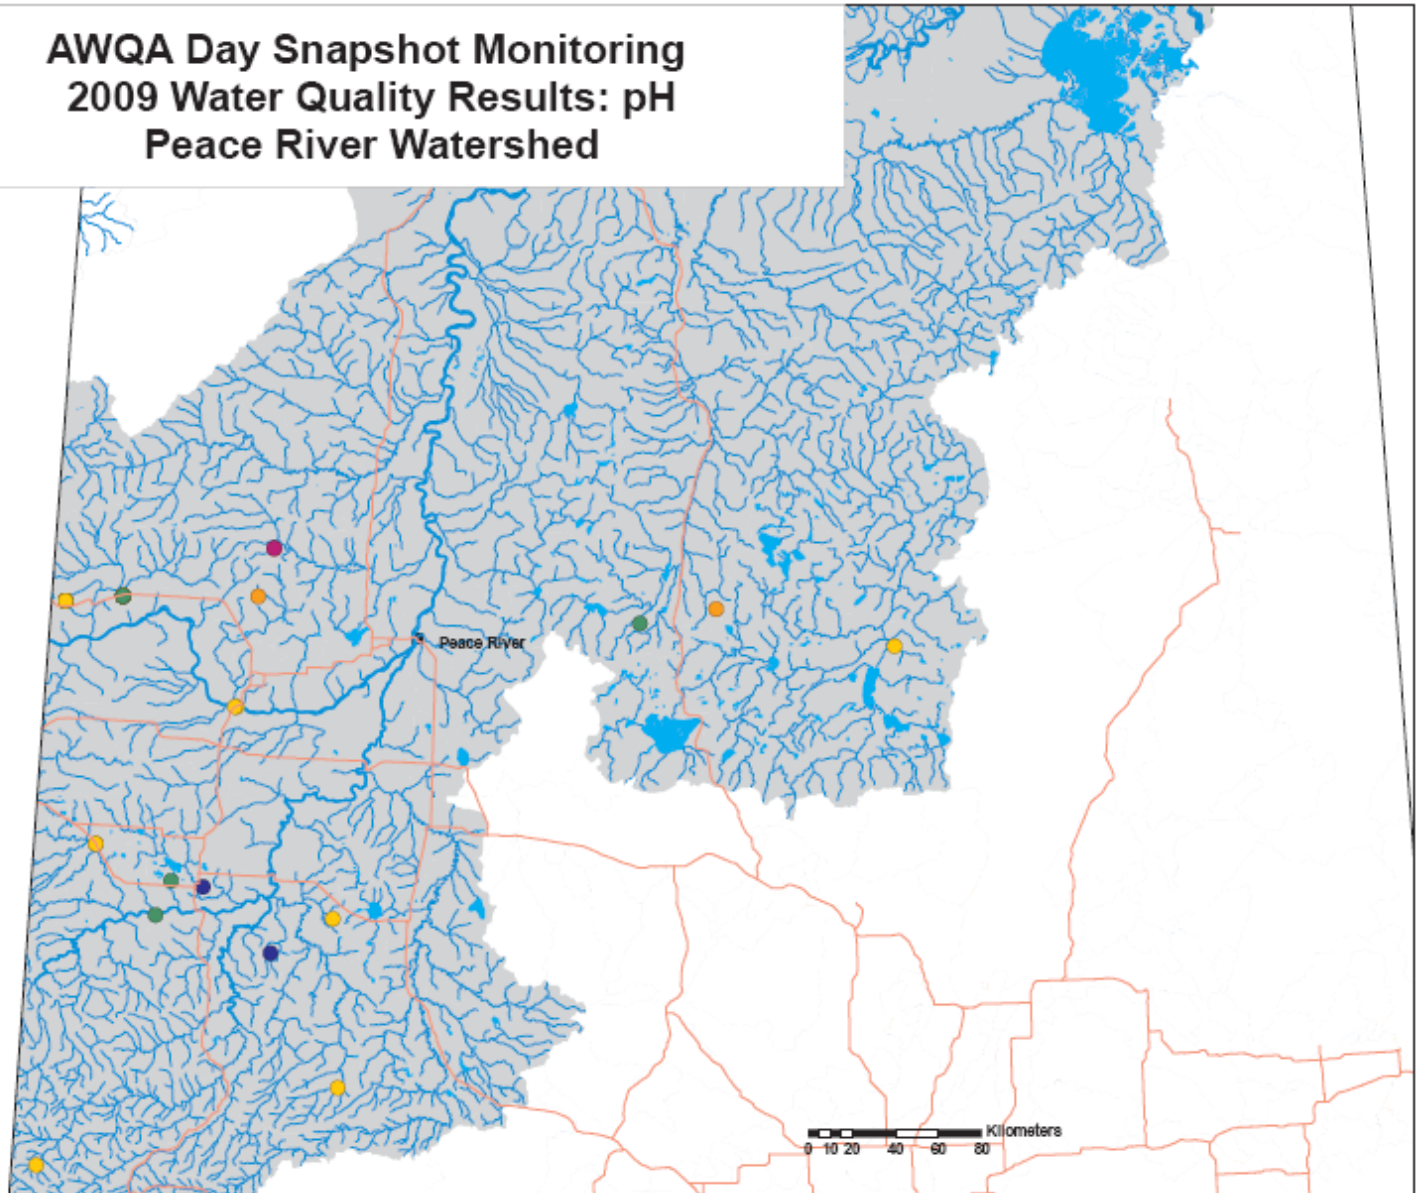 AWQA Day Snapshot Monitoring
2009 Water Quality Results: pH
Peace River Watershed
Peace River
Kilometers
0 10 20 40 60 80